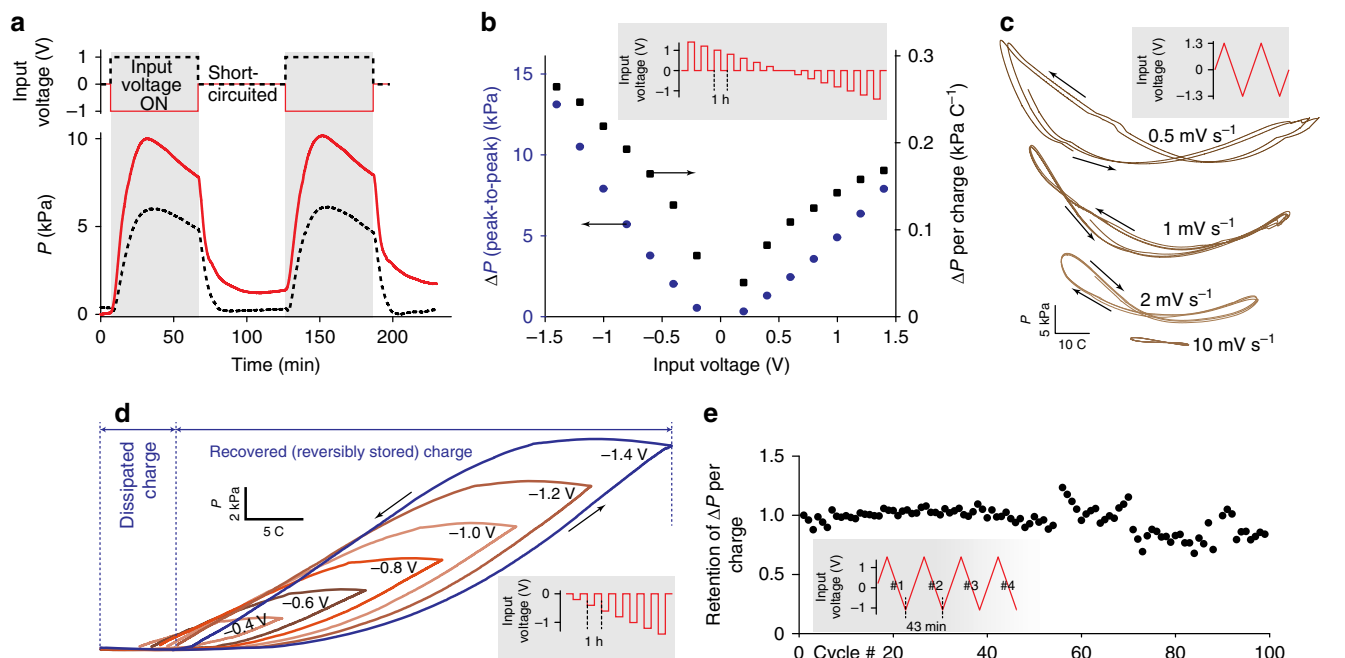 a
Input
voltage (V)
1
0
−1
Input
voltage
ON
Short-
circuited
P (kPa)
10
5
0
0
50
100
150
200
Time (min)
b
ΔP (peak-to-peak) (kPa)
15
10
5
0
Input
voltage (V)
1
0
−1
1 h
0.3
0.2
0.1
0
ΔP per charge (kPa C−1)
−1.5
−1
−0.5
0
0.5
1
1.5
Input voltage (V)
c
Input
voltage (V)
1.3
0
−1.3
0.5 mV s−1
1 mV s−1
2 mV s−1
10 mV s−1
P
5 kPa
10 C
d
Dissipated
charge
Recovered (reversibly stored) charge
P
2 kPa
5 C
−1.4 V
−1.2 V
−1.0 V
−0.8 V
−0.6 V
−0.4 V
Input
voltage (V)
0
−1
1 h
e
Retention of ΔP per
charge
1.5
1.0
0.5
0
Input
voltage (V)
1
0
−1
#1
#2
#3
#4
43 min
0
Cycle #
20
40
60
80
100